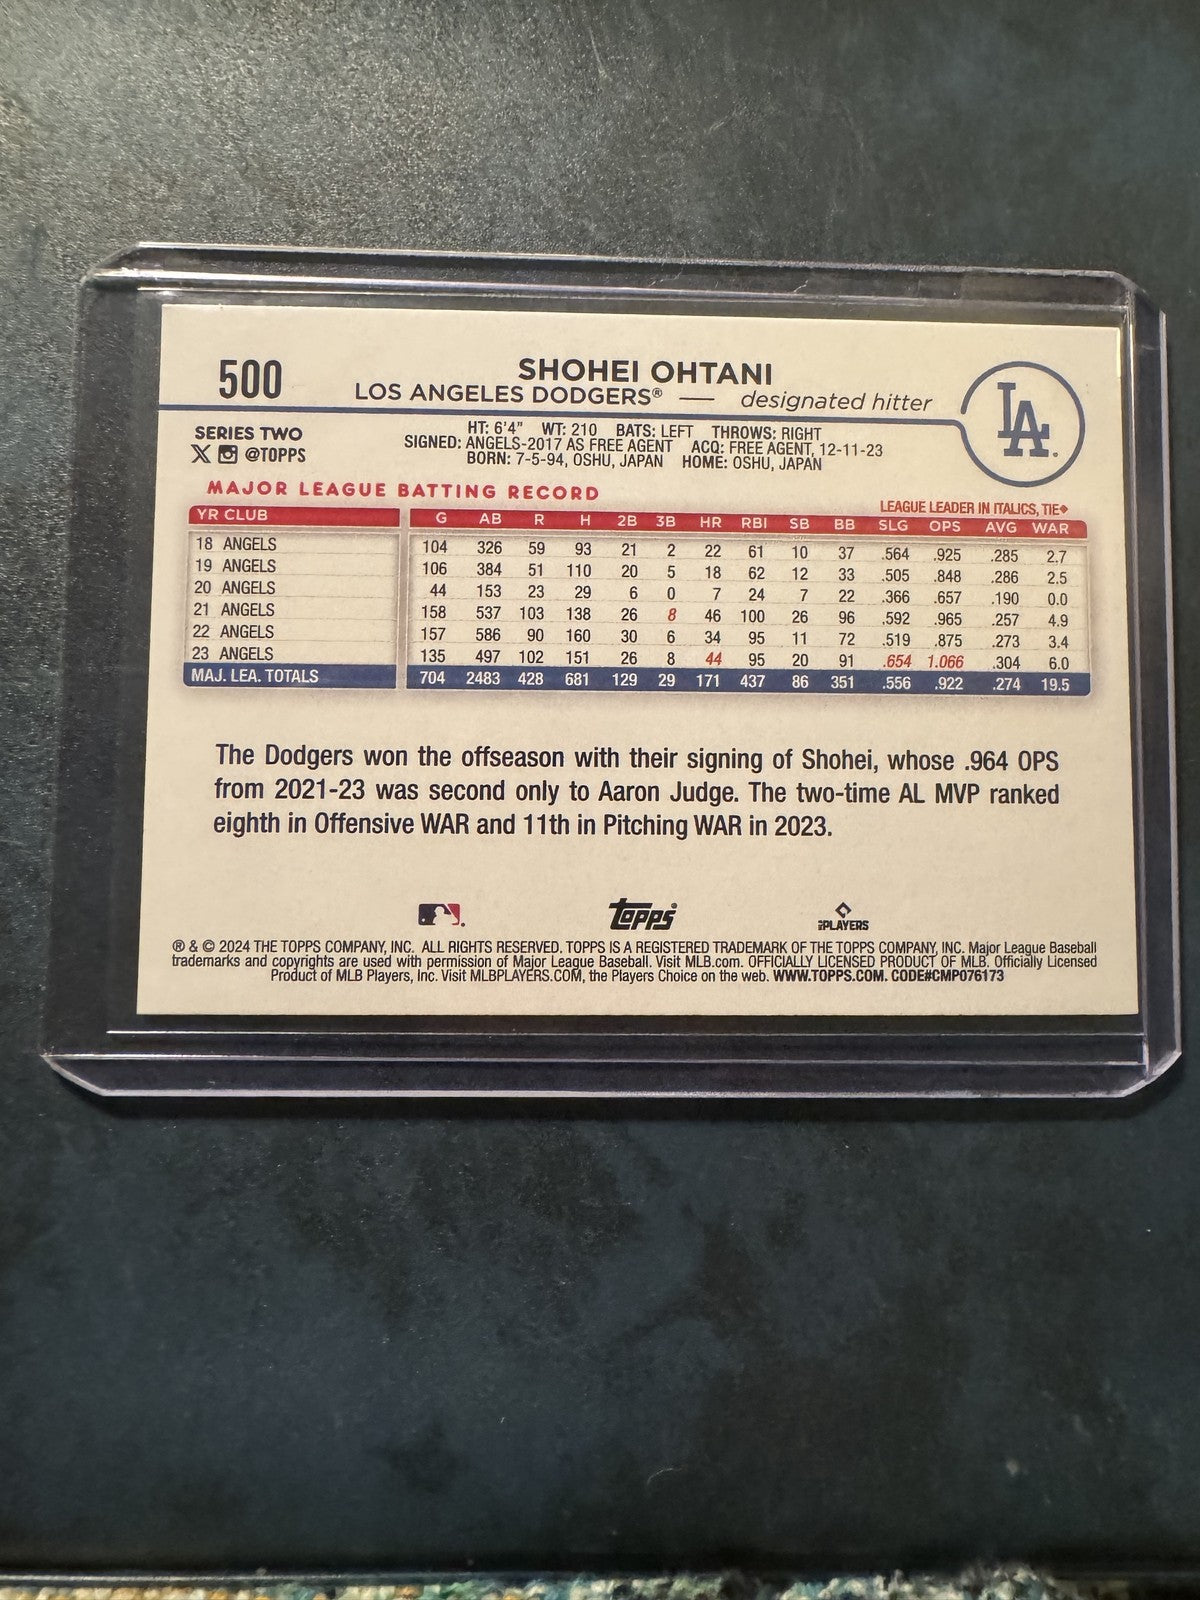 500
SHOHEI OHTANI
LOS ANGELES DODGERS® — designated hitter
LA
SERIES TWO
X @TOPPS
HT: 6'4" WT: 210 BATS: LEFT THROWS: RIGHT
SIGNED: ANGELS-2017 AS FREE AGENT ACQ: FREE AGENT, 12-11-23
BORN: 7-5-94, OSHU, JAPAN HOME: OSHU, JAPAN
MAJOR LEAGUE BATTING RECORD
LEAGUE LEADER IN ITALICS, TIE◆
YR CLUB G AB R H 2B 3B HR RBI SB BB SLG OPS AVG WAR
18 ANGELS 104 326 59 93 21 2 22 61 10 37 .564 .925 .285 2.7
19 ANGELS 106 384 51 110 20 5 18 62 12 33 .505 .848 .286 2.5
20 ANGELS 44 153 23 29 6 0 7 24 7 22 .366 .657 .190 0.0
21 ANGELS 158 537 103 138 26 8 46 100 26 96 .592 .965 .257 4.9
22 ANGELS 157 586 90 160 30 6 34 95 11 72 .519 .875 .273 3.4
23 ANGELS 135 497 102 151 26 8 44 95 20 91 .654 1.066 .304 6.0
MAJ. LEA. TOTALS 704 2483 428 681 129 29 171 437 86 351 .556 .922 .274 19.5
The Dodgers won the offseason with their signing of Shohei, whose .964 OPS
from 2021-23 was second only to Aaron Judge. The two-time AL MVP ranked
eighth in Offensive WAR and 11th in Pitching WAR in 2023.
Topps®
PLAYERS
® & © 2024 THE TOPPS COMPANY, INC. ALL RIGHTS RESERVED. TOPPS IS A REGISTERED TRADEMARK OF THE TOPPS COMPANY, INC. Major League Baseball
trademarks and copyrights are used with permission of Major League Baseball. Visit MLB.com. OFFICIALLY LICENSED PRODUCT OF MLB. Officially Licensed
Product of MLB Players, Inc. Visit MLBPLAYERS.COM, the Players Choice on the web. WWW.TOPPS.COM. CODE#CMP076173